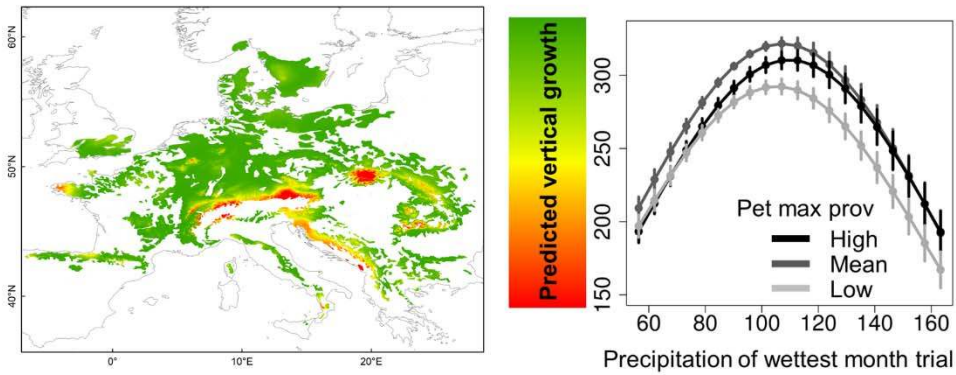 60°N
50°N
40°N
0°
10°E
20°E
Predicted vertical growth
300
250
200
150
Pet max prov
High
Mean
Low
60 80 100 120 140 160
Precipitation of wettest month trial